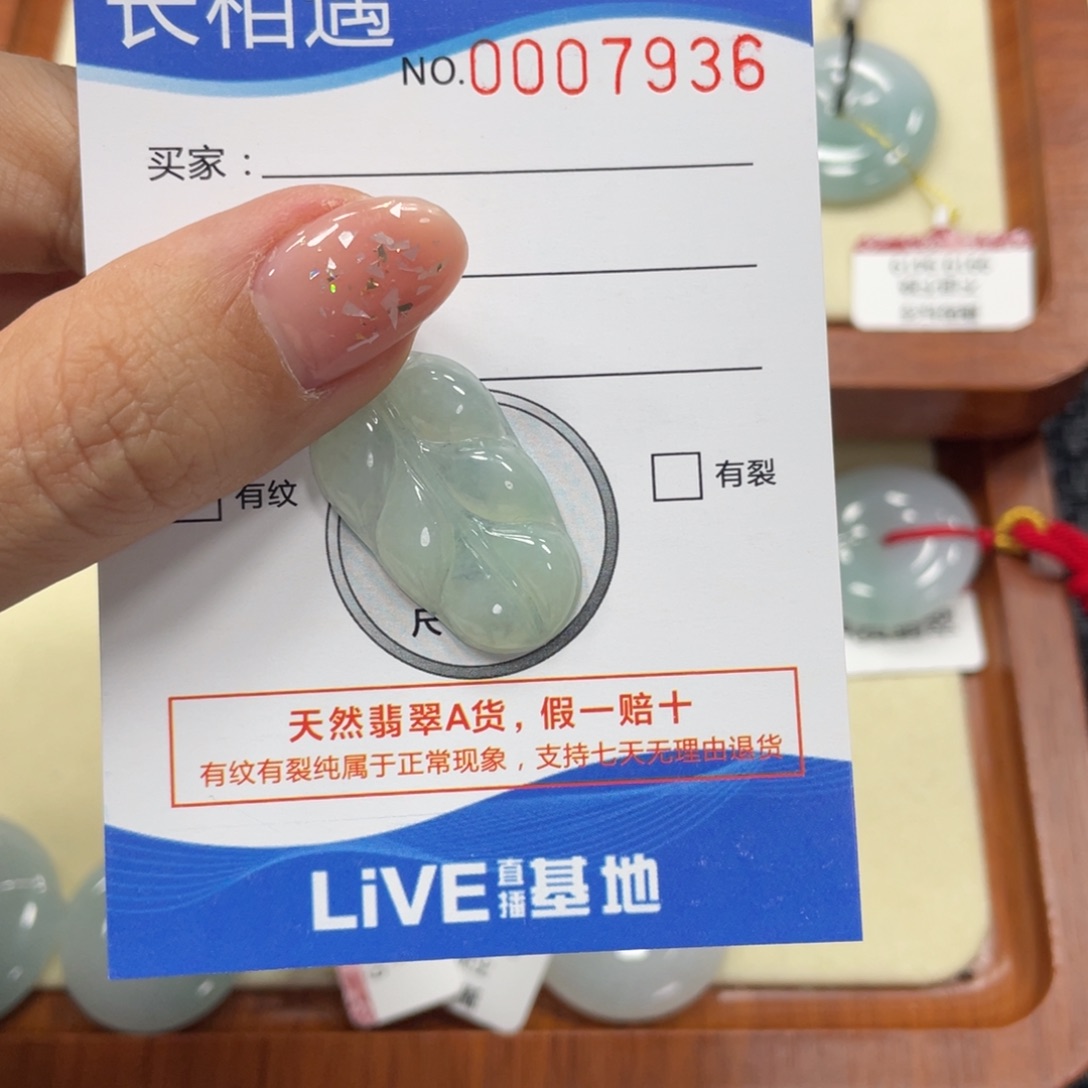 长相遇
NO.0007936
买家：
有纹
有裂
尺
天然翡翠A货，假一赔十
有纹有裂纯属于正常现象，支持七天无理由退货
LiVE直播基地